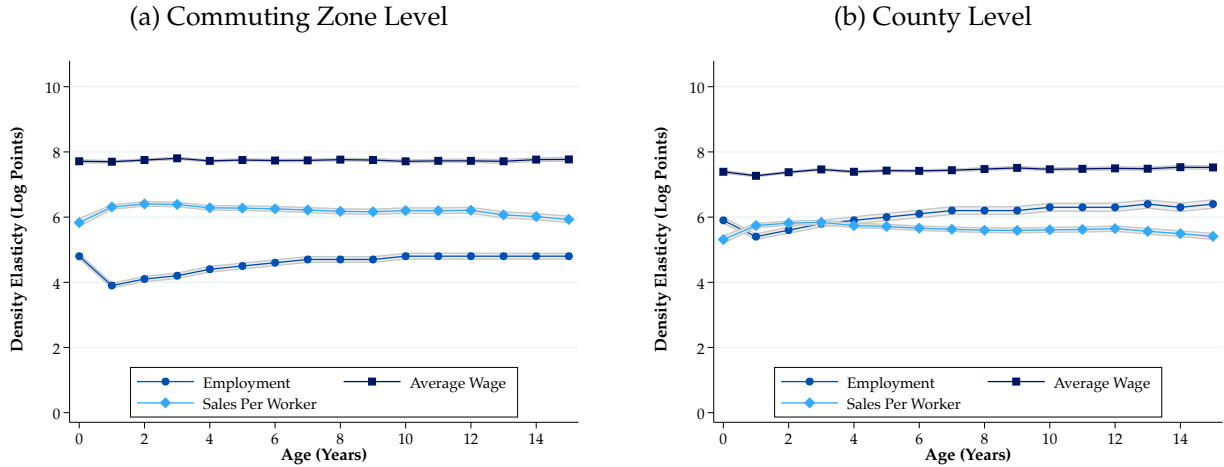 (a) Commuting Zone Level
10
8
6
4
2
0
Density Elasticty (Log Points)
0 2 4 6 8 10 12 14
Age (Years)
Employment
Average Wage
Sales Per Worker
(b) County Level
10
8
6
4
2
0
Density Elasticty (Log Points)
0 2 4 6 8 10 12 14
Age (Years)
Employment
Average Wage
Sales Per Worker